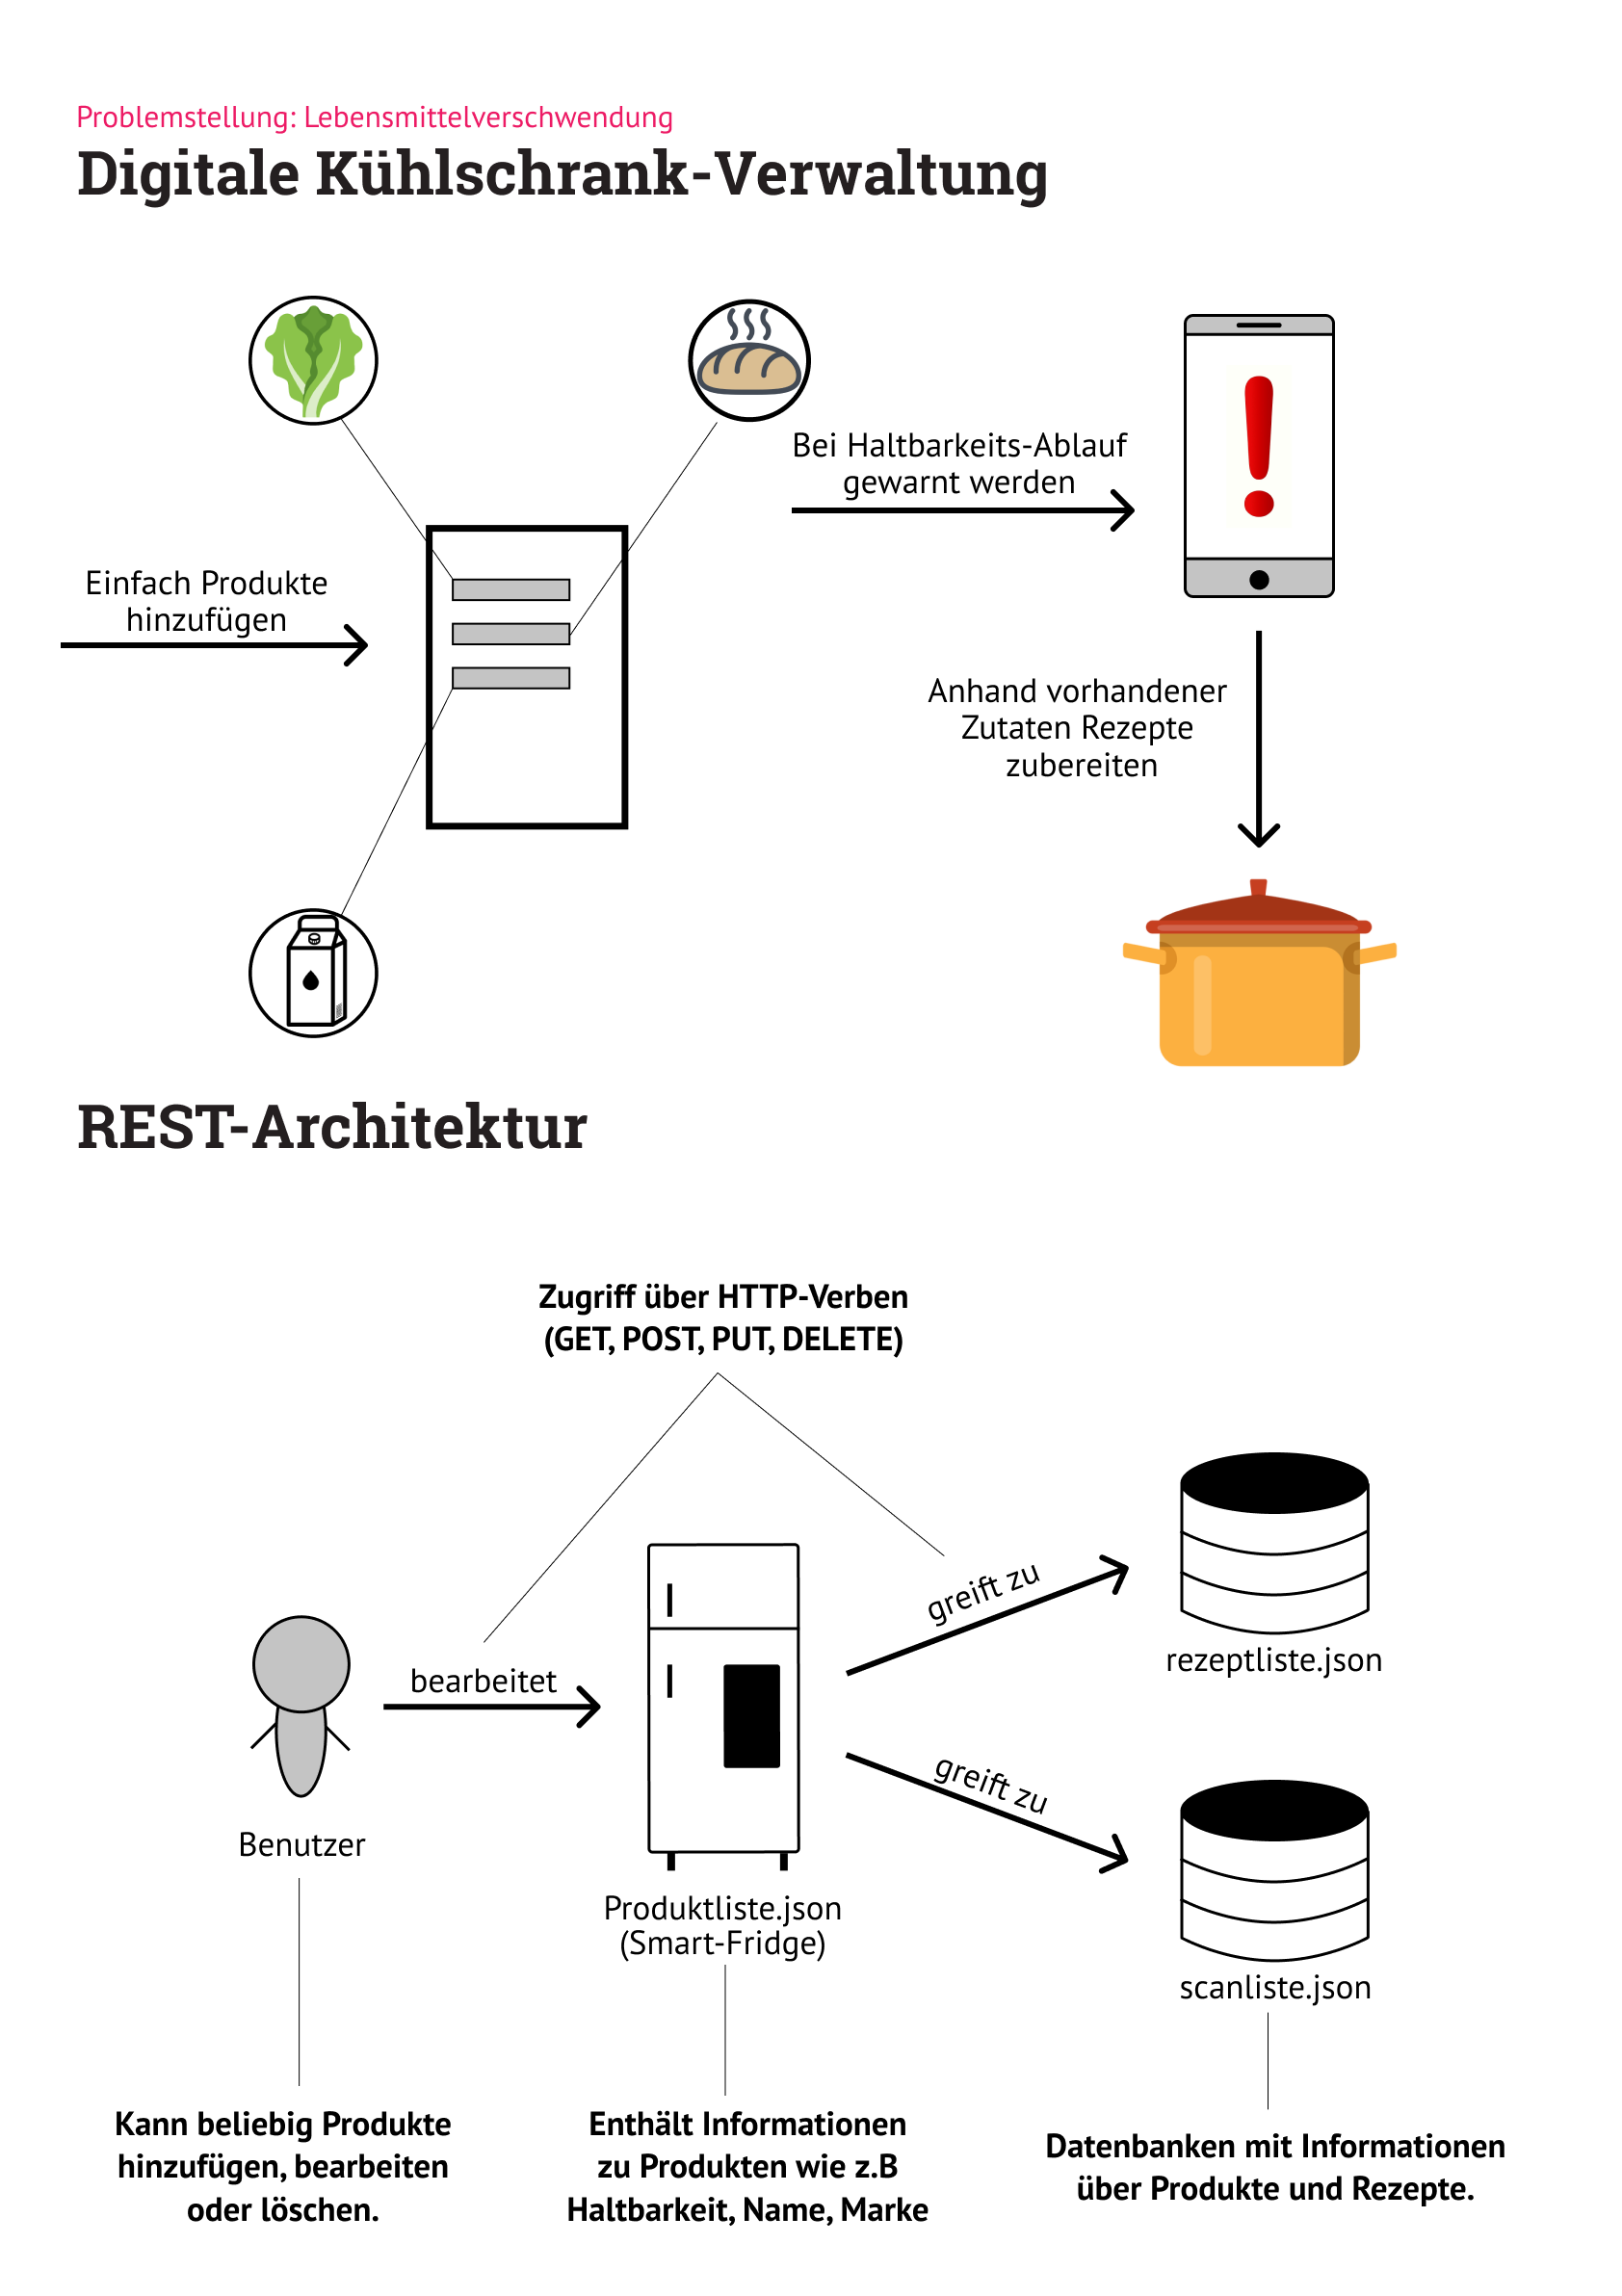 Problemstellung: Lebensmittelverschwendung
Digitale Kühlschrank-Verwaltung
Bei Haltbarkeits-Ablauf
gewarnt werden
Einfach Produkte
hinzufügen
Anhand vorhandener
Zutaten Rezepte
zubereiten
REST-Architektur
Zugriff über HTTP-Verben
(GET, POST, PUT, DELETE)
greift zu
rezeptliste.json
bearbeitet
greift zu
Benutzer
Produktliste.json
(Smart-Fridge)
scanliste.json
Kann beliebig Produkte
hinzufügen, bearbeiten
oder löschen.
Enthält Informationen
zu Produkten wie z.B
Haltbarkeit, Name, Marke
Datenbanken mit Informationen
über Produkte und Rezepte.